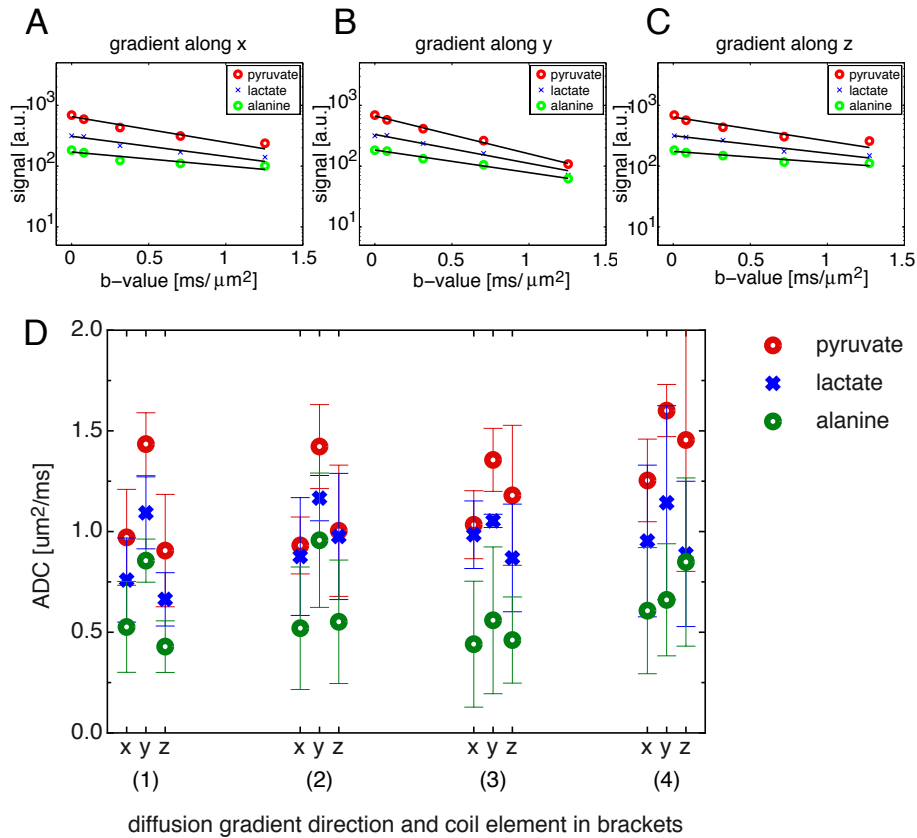 A
gradient along x
signal [a.u.]
10³
10²
10¹
pyruvate
lactate
alanine
0
0.5
1
1.5
b-value [ms/μm²]
B
gradient along y
signal [a.u.]
10³
10²
10¹
pyruvate
lactate
alanine
0
0.5
1
1.5
b-value [ms/μm²]
C
gradient along z
signal [a.u.]
10³
10²
10¹
pyruvate
lactate
alanine
0
0.5
1
1.5
b-value [ms/μm²]
D
ADC [um²/ms]
2.0
1.5
1.0
0.5
0.0
pyruvate
lactate
alanine
x y z x y z x y z x y z
(1) (2) (3) (4)
diffusion gradient direction and coil element in brackets